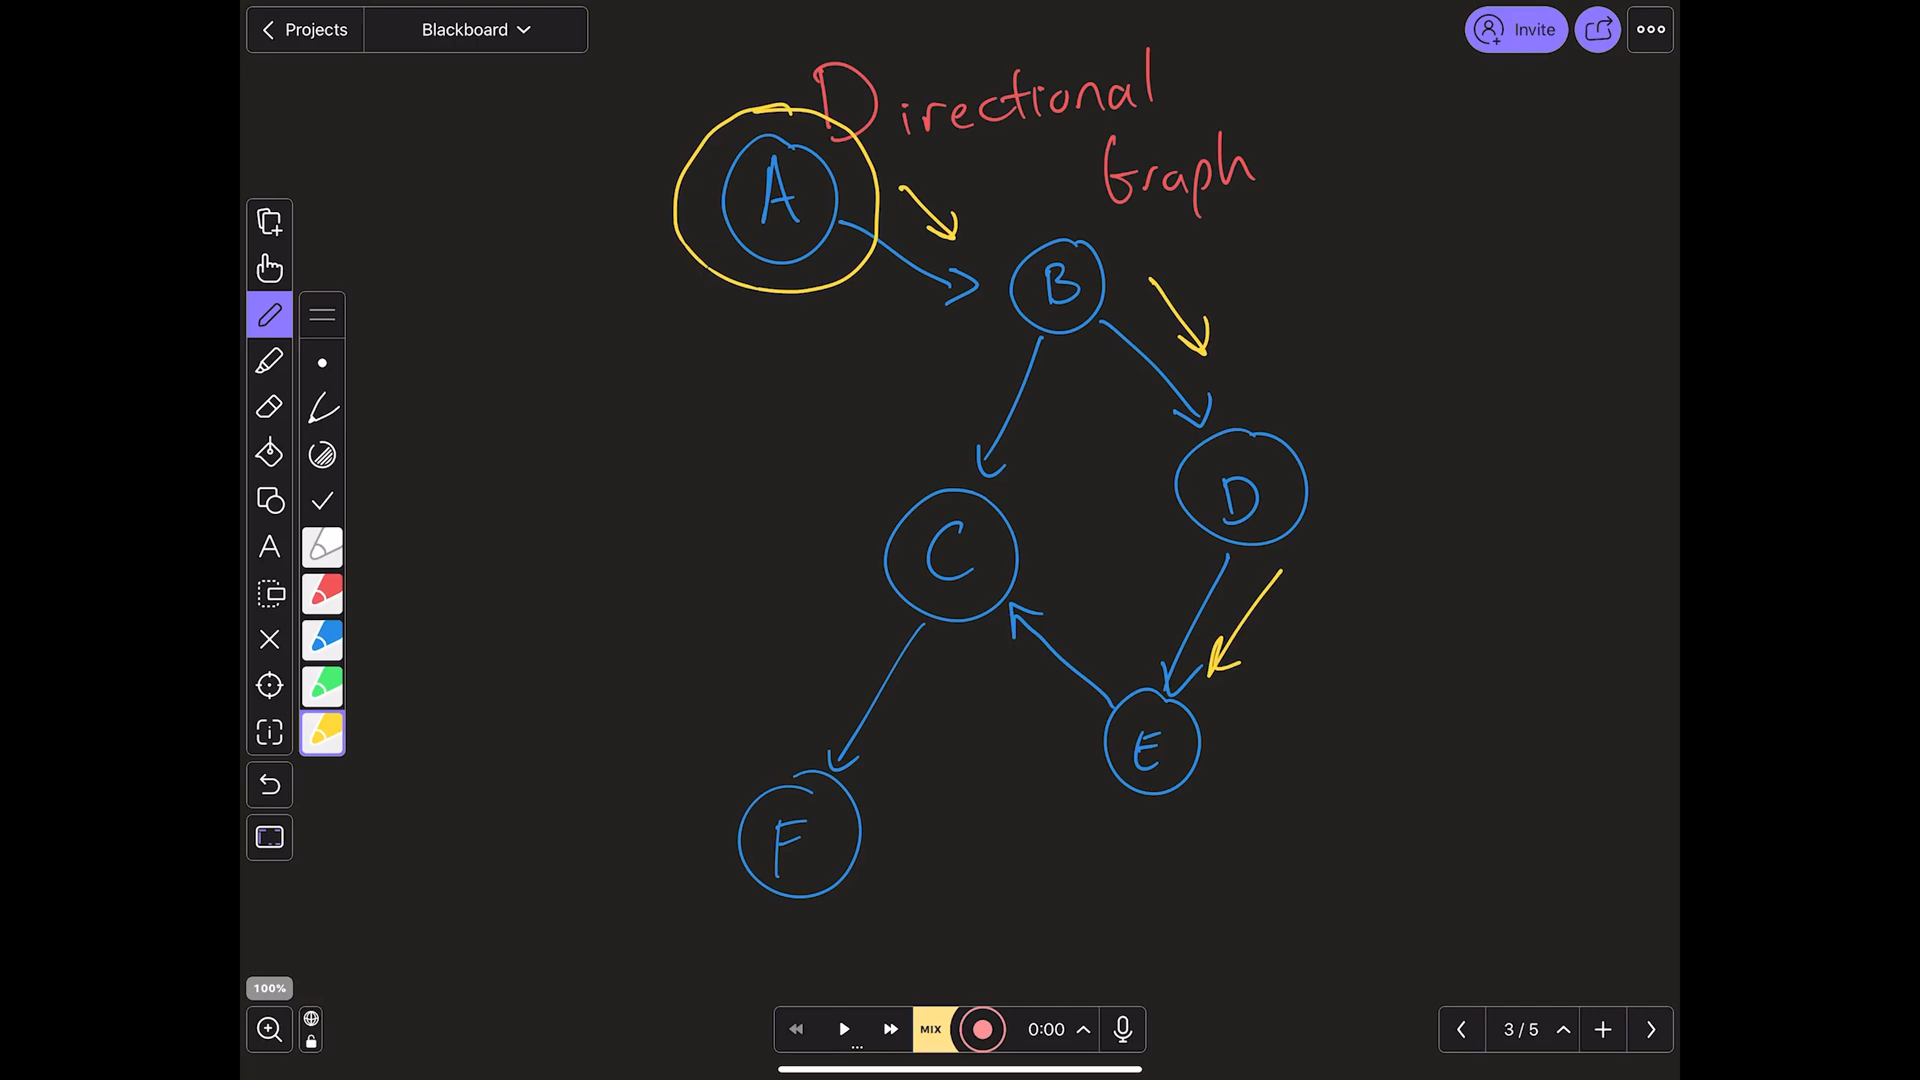 Projects
Blackboard
Invite
Directional
Graph
A
B
D
C
E
F
A
100%
MIX
0:00
3 / 5